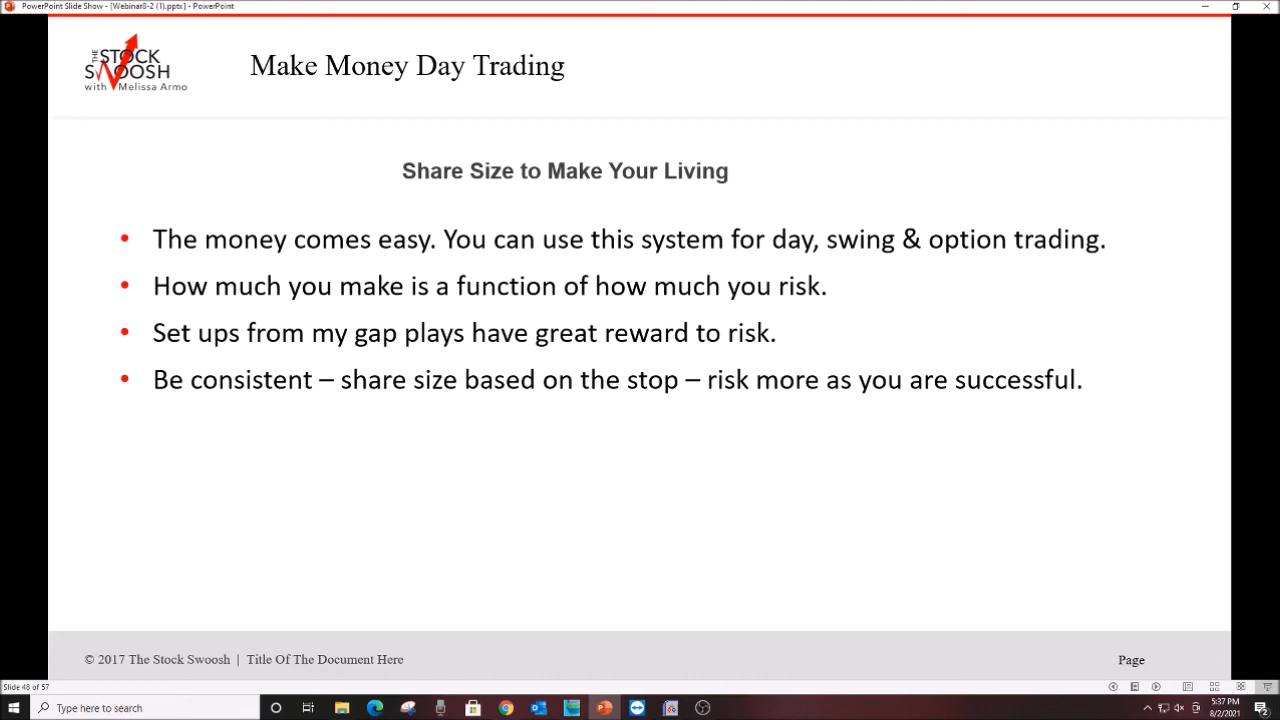 PowerPoint Slide Show - [Webinar8-2 (1).pptx] - PowerPoint
THE STOCK
SWOOSH
with Melissa Armo
Make Money Day Trading
Share Size to Make Your Living
• The money comes easy. You can use this system for day, swing & option trading.
• How much you make is a function of how much you risk.
• Set ups from my gap plays have great reward to risk.
• Be consistent – share size based on the stop – risk more as you are successful.
© 2017 The Stock Swoosh | Title Of The Document Here
Page
Slide 48 of 57
Type here to search
5:37 PM
8/2/2021
2